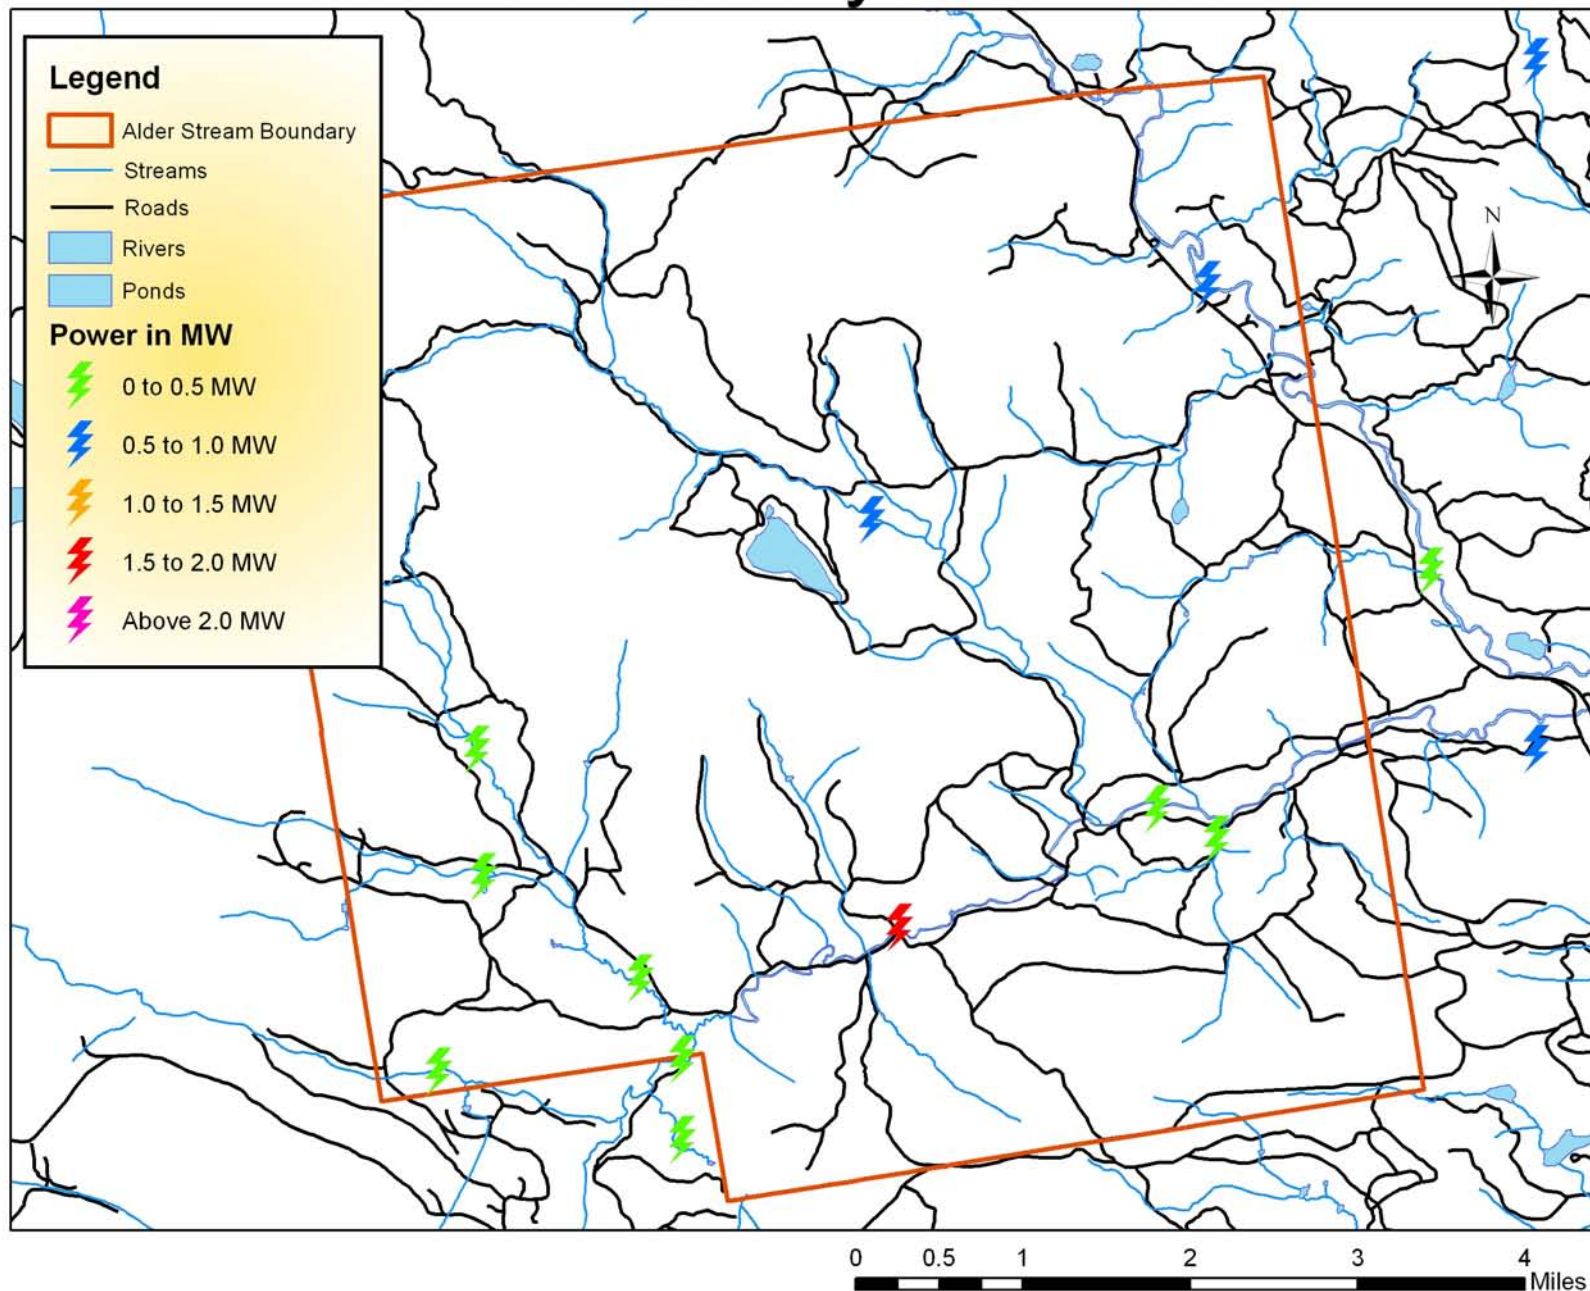 Legend
Alder Stream Boundary
Streams
Roads
Rivers
Ponds
Power in MW
0 to 0.5 MW
0.5 to 1.0 MW
1.0 to 1.5 MW
1.5 to 2.0 MW
Above 2.0 MW
N
0 0.5 1 2 3 4
Miles